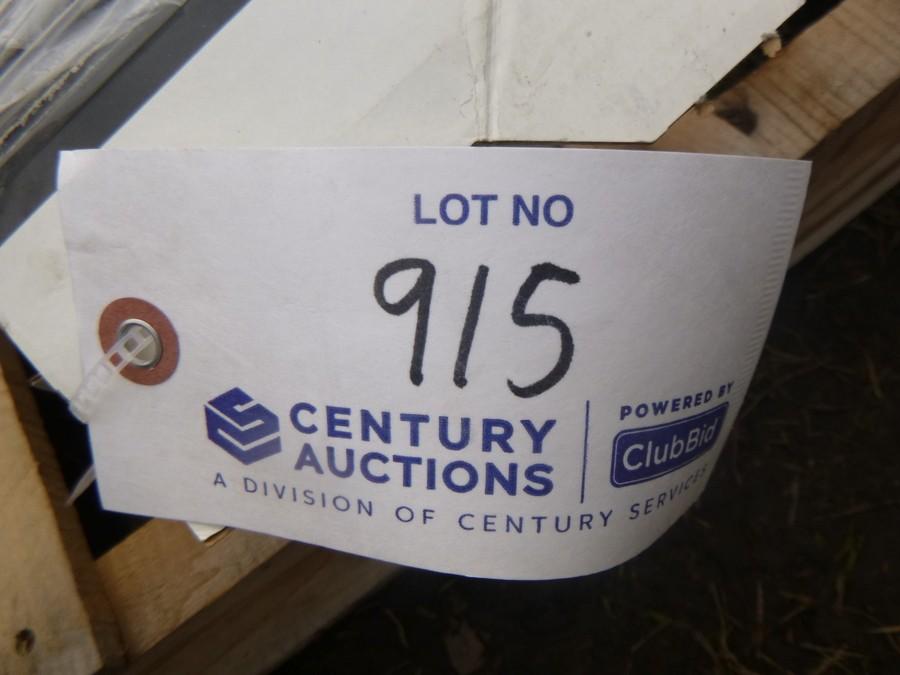 LOT NO
915
CENTURY
AUCTIONS
A DIVISION OF CENTURY SERVICES
POWERED BY
ClubBid